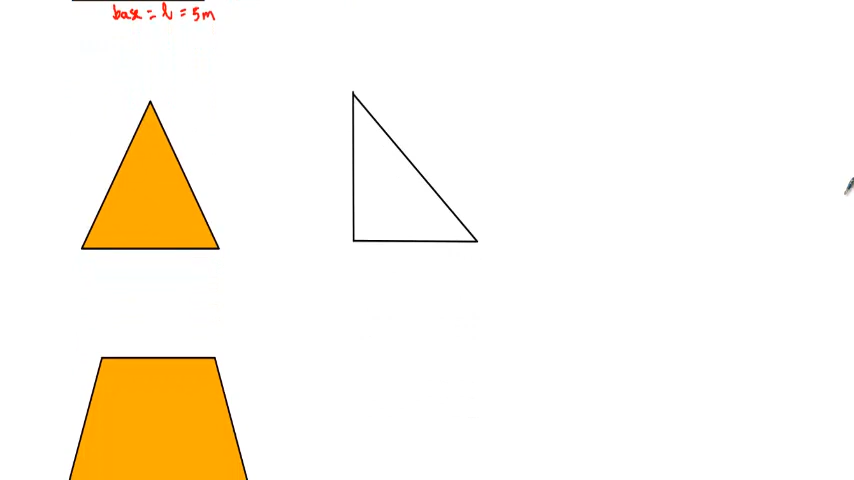 base = l = 5m